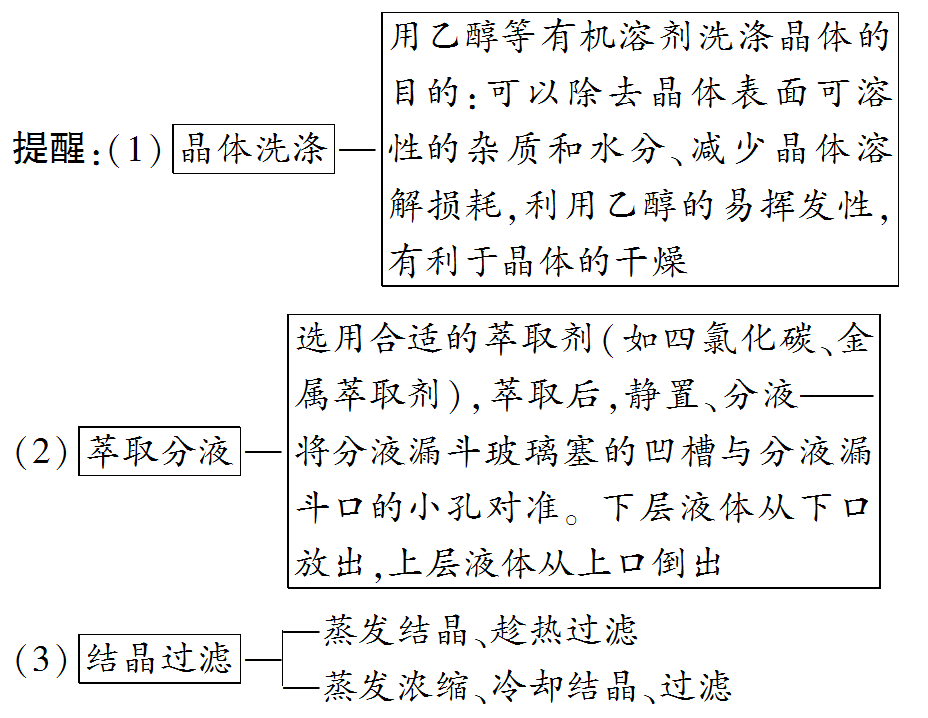 用乙醇等有机溶剂洗涤晶体的
目的:可以除去晶体表面可溶
提醒:(1) 晶体洗涤 性的杂质和水分、减少晶体溶
解损耗,利用乙醇的易挥发性,
有利于晶体的干燥
选用合适的萃取剂(如四氯化碳、金
属萃取剂),萃取后,静置、分液——
(2) 萃取分液 将分液漏斗玻璃塞的凹槽与分液漏
斗口的小孔对准。下层液体从下口
放出,上层液体从上口倒出
(3) 结晶过滤
蒸发结晶、趁热过滤
蒸发浓缩、冷却结晶、过滤